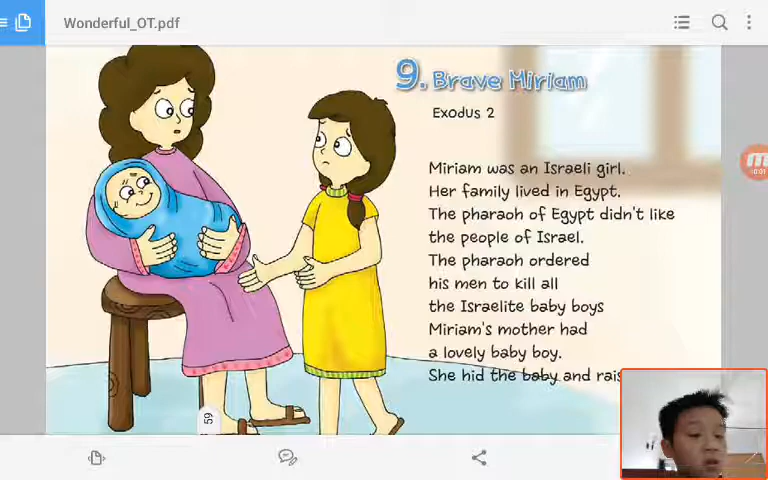 Wonderful_OT.pdf
9. Brave Miriam
Exodus 2
Miriam was an Israeli girl.
Her family lived in Egypt.
The pharaoh of Egypt didn't like
the people of Israel.
The pharaoh ordered
his men to kill all
the Israelite baby boys
Miriam's mother had
a lovely baby boy.
She hid the baby and
59